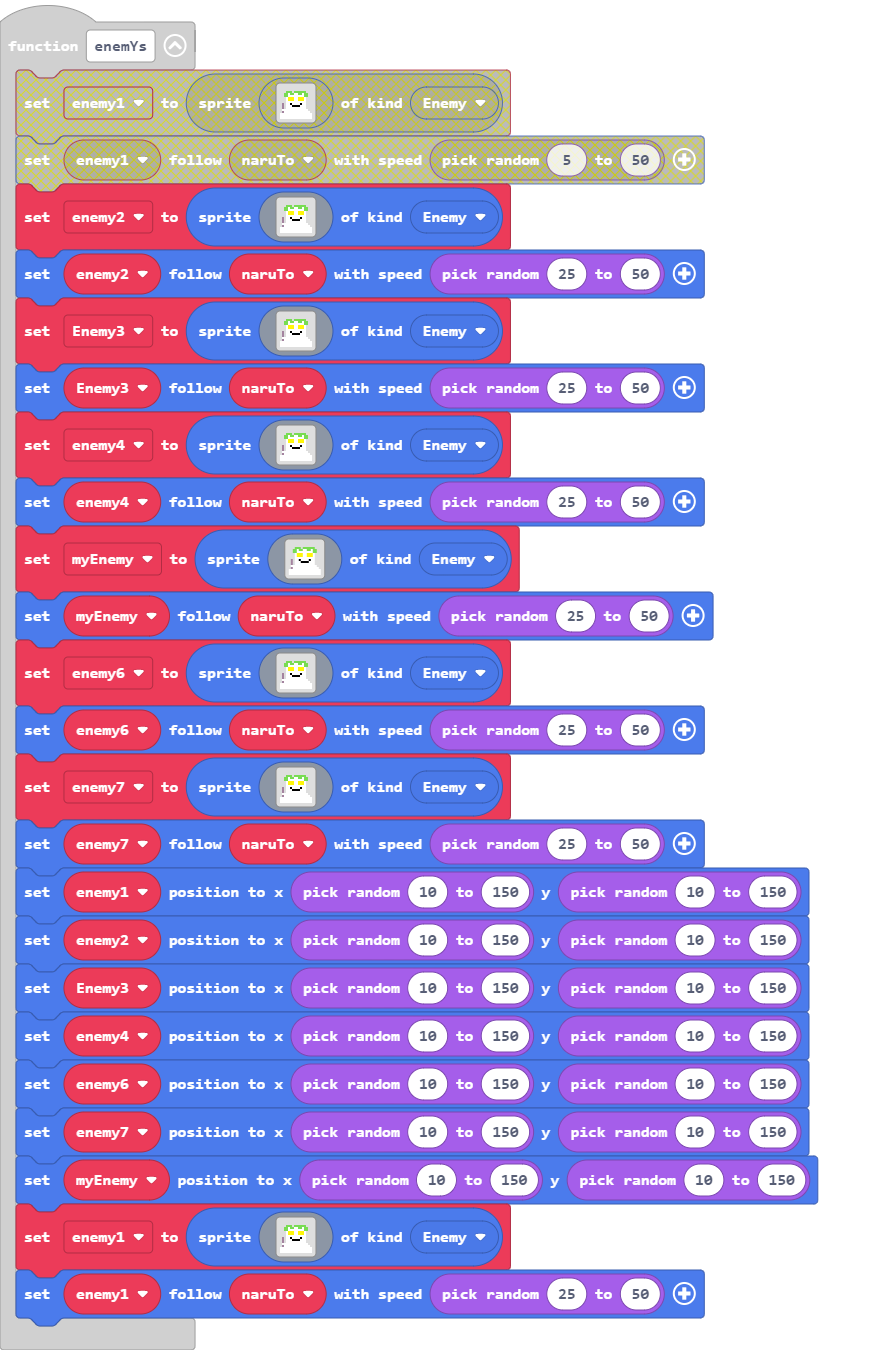 function enemYs
set enemy1 to sprite of kind Enemy
set enemy1 follow naruTo with speed pick random 5 to 50
set enemy2 to sprite of kind Enemy
set enemy2 follow naruTo with speed pick random 25 to 50
set Enemy3 to sprite of kind Enemy
set Enemy3 follow naruTo with speed pick random 25 to 50
set enemy4 to sprite of kind Enemy
set enemy4 follow naruTo with speed pick random 25 to 50
set myEnemy to sprite of kind Enemy
set myEnemy follow naruTo with speed pick random 25 to 50
set enemy6 to sprite of kind Enemy
set enemy6 follow naruTo with speed pick random 25 to 50
set enemy7 to sprite of kind Enemy
set enemy7 follow naruTo with speed pick random 25 to 50
set enemy1 position to x pick random 10 to 150 y pick random 10 to 150
set enemy2 position to x pick random 10 to 150 y pick random 10 to 150
set Enemy3 position to x pick random 10 to 150 y pick random 10 to 150
set enemy4 position to x pick random 10 to 150 y pick random 10 to 150
set enemy6 position to x pick random 10 to 150 y pick random 10 to 150
set enemy7 position to x pick random 10 to 150 y pick random 10 to 150
set myEnemy position to x pick random 10 to 150 y pick random 10 to 150
set enemy1 to sprite of kind Enemy
set enemy1 follow naruTo with speed pick random 25 to 50